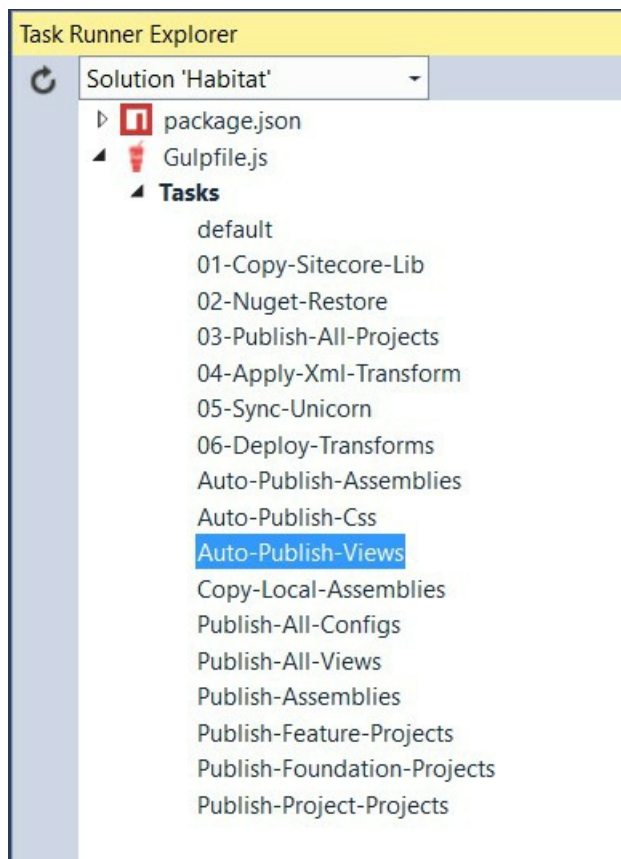 Task Runner Explorer
Solution 'Habitat'
package.json
Gulpfile.js
Tasks
default
01-Copy-Sitecore-Lib
02-Nuget-Restore
03-Publish-All-Projects
04-Apply-Xml-Transform
05-Sync-Unicorn
06-Deploy-Transforms
Auto-Publish-Assemblies
Auto-Publish-Css
Auto-Publish-Views
Copy-Local-Assemblies
Publish-All-Configs
Publish-All-Views
Publish-Assemblies
Publish-Feature-Projects
Publish-Foundation-Projects
Publish-Project-Projects